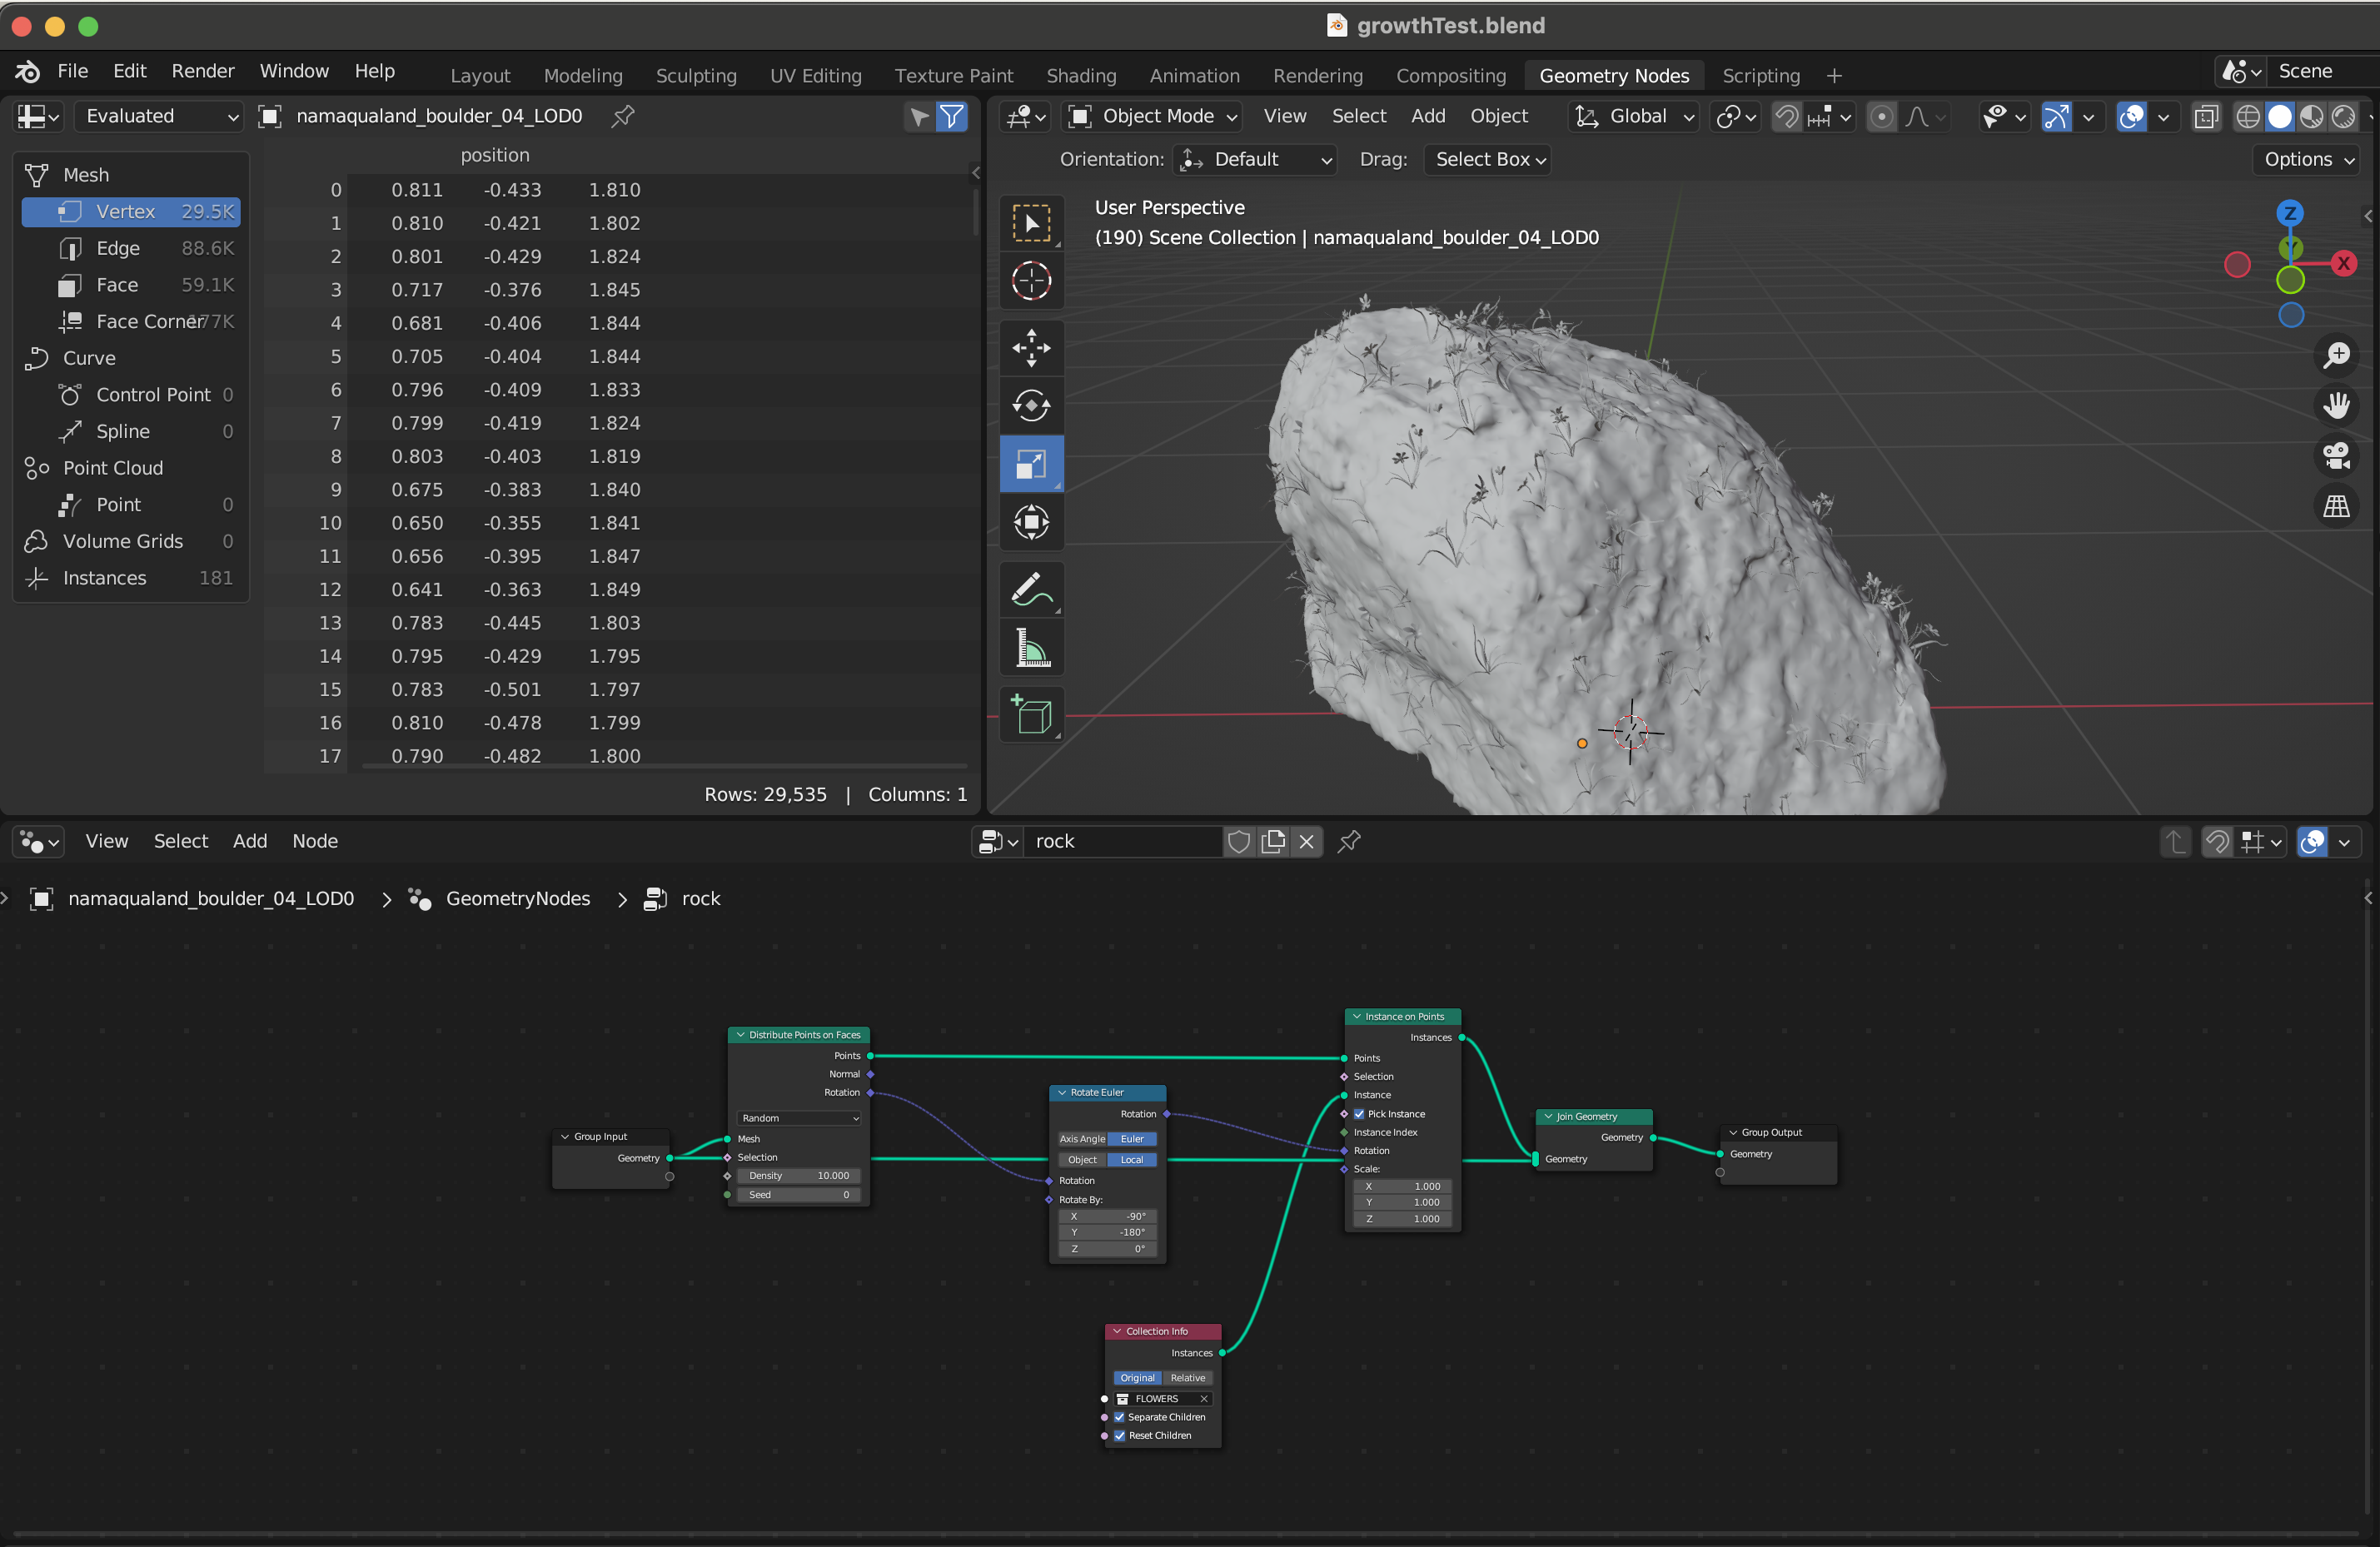 growthTest.blend
File Edit Render Window Help Layout Modeling Sculpting UV Editing Texture Paint Shading Animation Rendering Compositing Geometry Nodes Scripting + Scene
Evaluated namaqualand_boulder_04_LOD0
Object Mode View Select Add Object Global
Orientation: Default Drag: Select Box Options
position
Mesh
Vertex 29.5K
Edge 88.6K
Face 59.1K
Face Corner 177K
Curve
Control Point 0
Spline 0
Point Cloud
Point 0
Volume Grids 0
Instances 181
0 0.811 -0.433 1.810
1 0.810 -0.421 1.802
2 0.801 -0.429 1.824
3 0.717 -0.376 1.845
4 0.681 -0.406 1.844
5 0.705 -0.404 1.844
6 0.796 -0.409 1.833
7 0.799 -0.419 1.824
8 0.803 -0.403 1.819
9 0.675 -0.383 1.840
10 0.650 -0.355 1.841
11 0.656 -0.395 1.847
12 0.641 -0.363 1.849
13 0.783 -0.445 1.803
14 0.795 -0.429 1.795
15 0.783 -0.501 1.797
16 0.810 -0.478 1.799
17 0.790 -0.482 1.800
Rows: 29,535 | Columns: 1
User Perspective
(190) Scene Collection | namaqualand_boulder_04_LOD0
Z
Y
X
View Select Add Node rock
namaqualand_boulder_04_LOD0 > GeometryNodes > rock
Group Input
Geometry
Distribute Points on Faces
Points
Normal
Rotation
Random
Mesh
Selection
Density 10.000
Seed 0
Rotate Euler
Rotation
Axis Angle Euler
Object Local
Rotation
Rotate By:
X -90°
Y -180°
Z 0°
Collection Info
Instances
Original Relative
FLOWERS
Separate Children
Reset Children
Instance on Points
Instances
Points
Selection
Instance
Pick Instance
Instance Index
Rotation
Scale:
X 1.000
Y 1.000
Z 1.000
Join Geometry
Geometry
Geometry
Group Output
Geometry